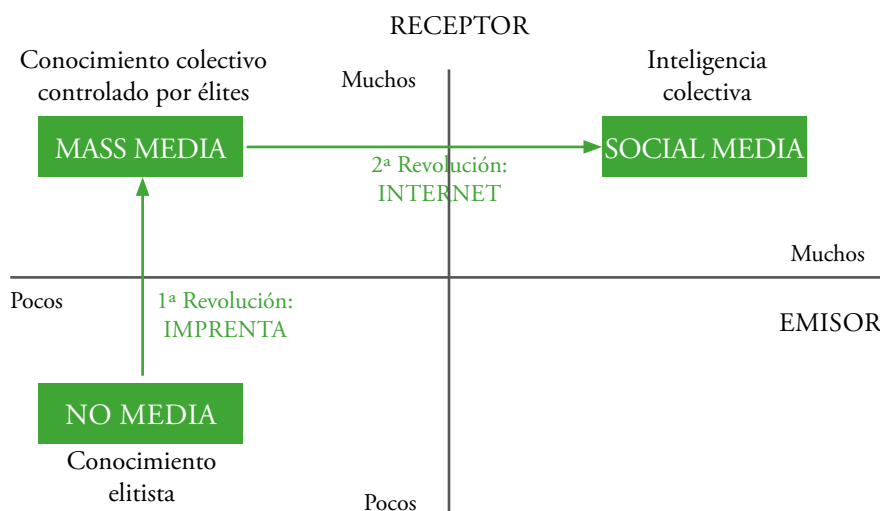 RECEPTOR
Conocimiento colectivo
controlado por élites
Muchos
Inteligencia
colectiva
MASS MEDIA
SOCIAL MEDIA
2ª Revolución:
INTERNET
Muchos
Pocos
1ª Revolución:
IMPRENTA
EMISOR
NO MEDIA
Conocimiento
elitista
Pocos